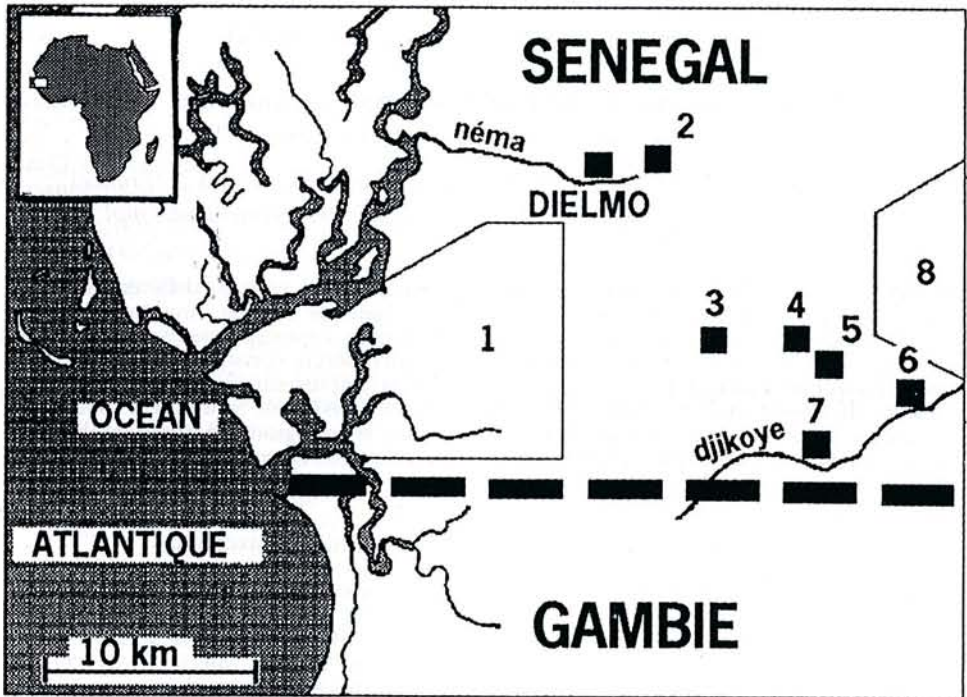 SENEGAL
néma
2
DIELMO
1
3
4
5
8
6
7
djikoye
OCEAN
ATLANTIQUE
GAMBIE
10 km